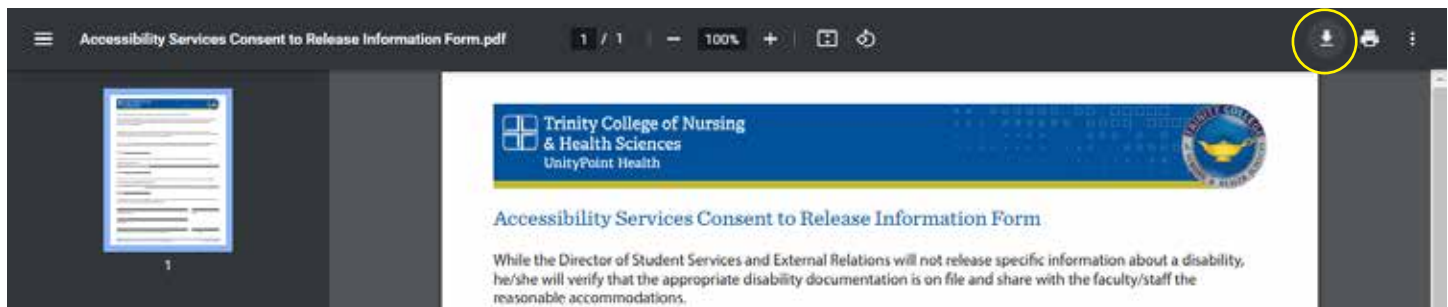 Accessibility Services Consent to Release Information Form.pdf
1 / 1
100%
1
Trinity College of Nursing
& Health Sciences
UnityPoint Health
TRINITY COLLEGE
Accessibility Services Consent to Release Information Form
While the Director of Student Services and External Relations will not release specific information about a disability,
he/she will verify that the appropriate disability documentation is on file and share with the faculty/staff the
reasonable accommodations.